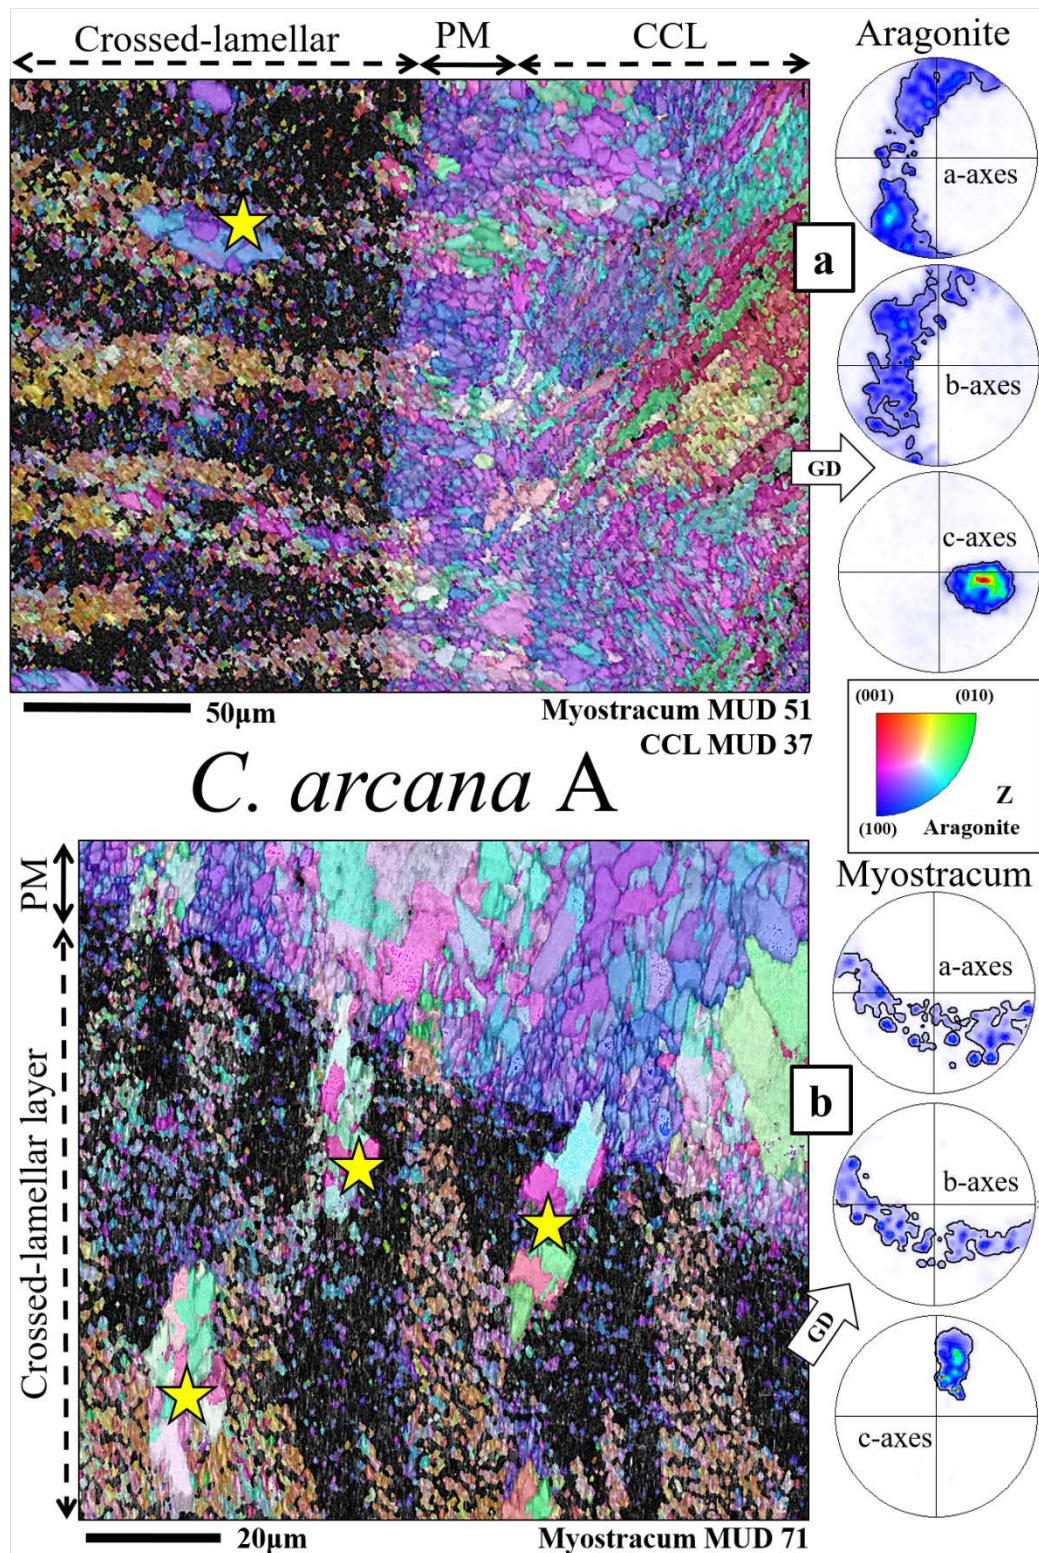 Crossed-lamellar PM CCL
Aragonite
a-axes
a
b-axes
GD
c-axes
50µm
Myostracum MUD 51
CCL MUD 37
C. arcana A
(001) (010)
Z
(100) Aragonite
PM
Crossed-lamellar layer
Myostracum
a-axes
b
b-axes
GD
c-axes
20µm
Myostracum MUD 71